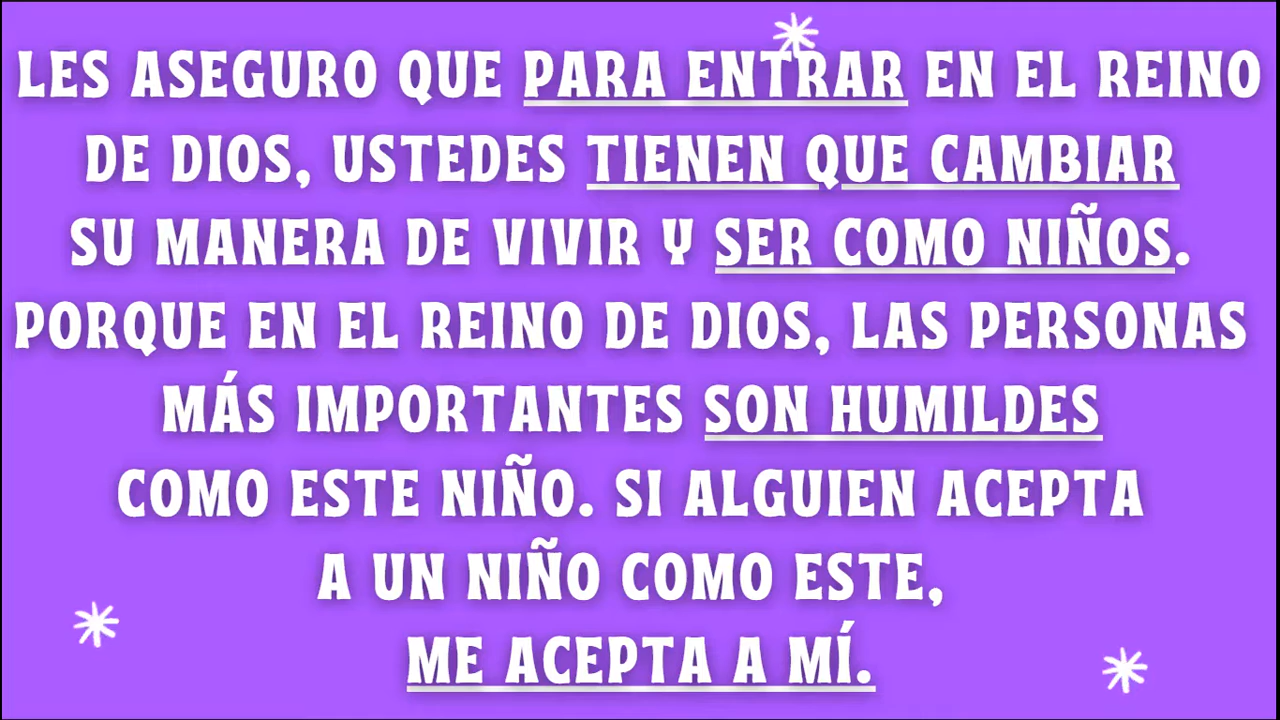 LES ASEGURO QUE PARA ENTRAR EN EL REINO
DE DIOS, USTEDES TIENEN QUE CAMBIAR
SU MANERA DE VIVIR Y SER COMO NIÑOS.
PORQUE EN EL REINO DE DIOS, LAS PERSONAS
MÁS IMPORTANTES SON HUMILDES
COMO ESTE NIÑO. SI ALGUIEN ACEPTA
A UN NIÑO COMO ESTE,
ME ACEPTA A MÍ.